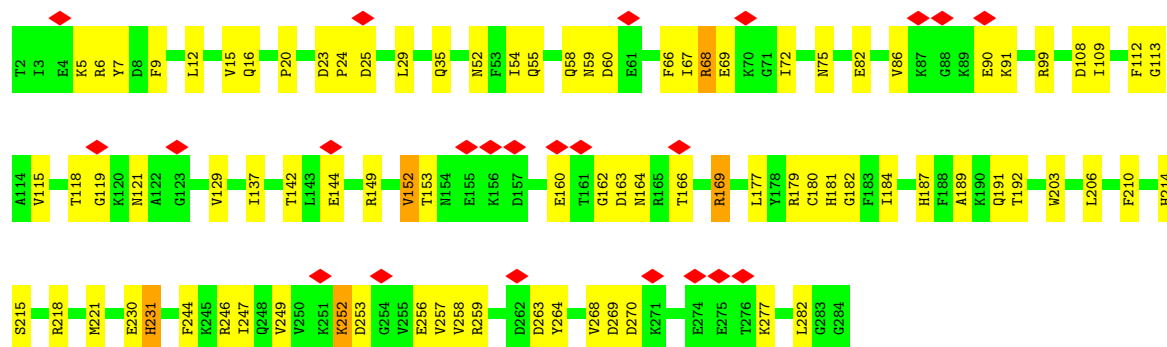 T2 I3 E4 K5 R6 Y7 D8 F9 L12 V15 Q16 P20 D23 P24 D25 L29 Q35 N52 F53 I54 Q55 Q58 N59 D60 E61 F66 I67 R68 E69 K70 G71 I72 N75 E82 V86 K87 G88 K89 E90 K91 R99 D108 I109 F112 G113
A114 V115 T118 G119 K120 N121 A122 G123 V129 I137 T142 L143 E144 R149 V152 T153 N154 E155 K156 D157 E160 T161 G162 D163 N164 R165 T166 R169 L177 Y178 R179 C180 H181 G182 F183 I184 H187 F188 A189 K190 Q191 T192 W203 L206 F210 H214
S215 R218 M221 E230 H231 F244 K245 R246 I247 Q248 V249 V250 K251 K252 D253 G254 V255 E256 V257 V258 R259 D262 D263 Y264 V268 D269 D270 K271 E274 E275 T276 K277 L282 G283 G284